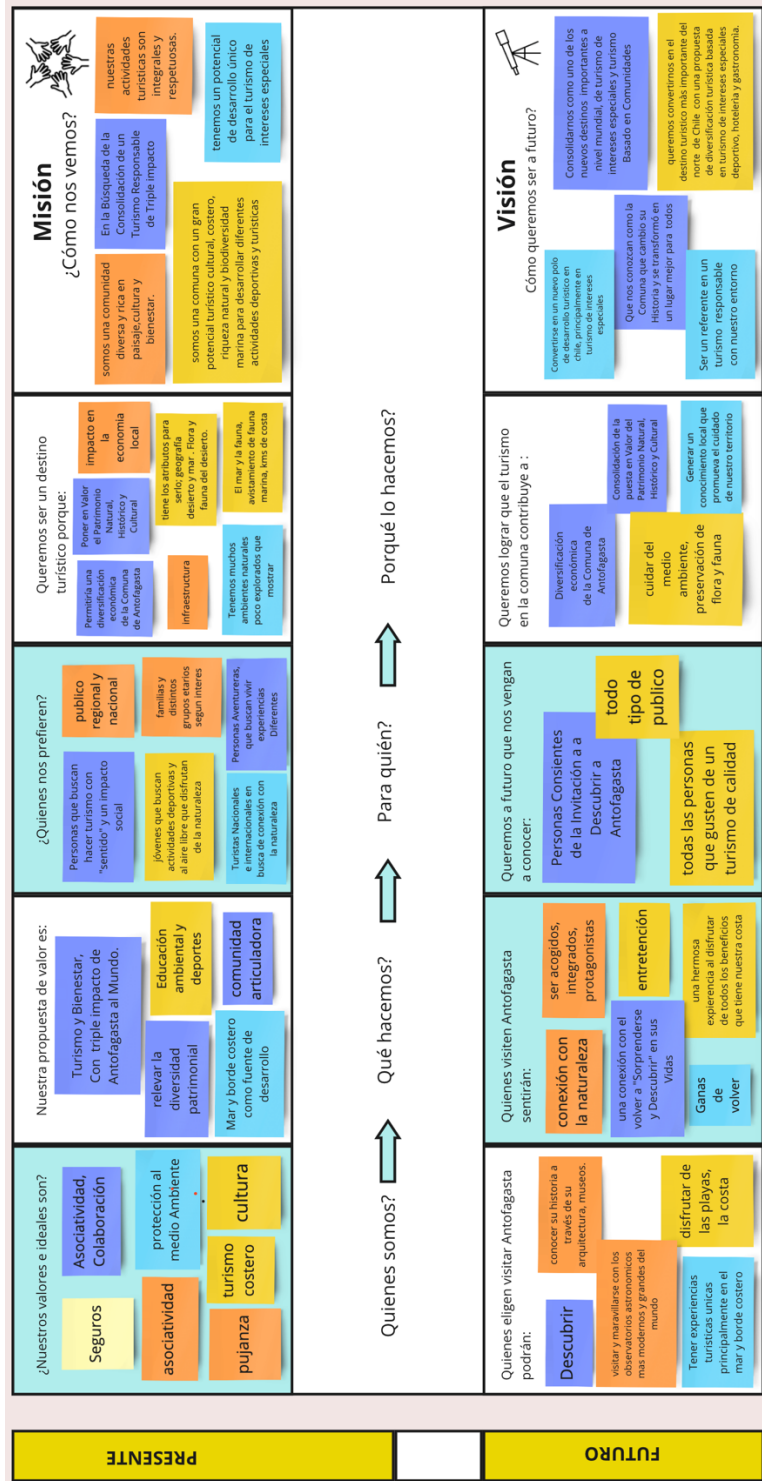 PRESENTE
¿Nuestros valores e ideales son?
Seguros
Asociatividad,
Colaboración
asociatividad
protección al
medio Ambiente
pujanza
turismo
costero
cultura
Nuestra propuesta de valor es:
Turismo y Bienestar,
Con triple impacto de
Antofagasta al Mundo.
relevar la
diversidad
patrimonial
Educación
ambiental y
deportes
Mar y borde costero
como fuente de
desarrollo
comunidad
articuladora
¿Quienes nos prefieren?
Personas que buscan
hacer turismo con
"sentido" y un impacto
social
publico
regional y
nacional
jóvenes que buscan
actividades deportivas y
al aire libre que disfrutan
de la naturaleza
familias y
distintos
grupos etarios
segun interes
Turistas Nacionales
e internacionales en
busca de conexión con
la naturaleza
Personas Aventureras,
que buscan vivir
experiencias
Diferentes
Queremos ser un destino
turístico porque:
Permitiría una
diversificación
económica
de la Comuna
de Antofagasta
Poner en Valor
el Patrimonio
Natural,
Histórico y
Cultural
impacto en
la
economia
local
infraestructura
tiene los atributos para
serlo; geografía
desierto y mar . Flora y
fauna del desierto.
Tenemos muchos
ambientes naturales
poco explorados que
mostrar
El mar y la fauna,
avistamiento de fauna
marina, kms de costa
Misión
¿Cómo nos vemos?
somos una comunidad
diversa y rica en
paisaje,cultura y
bienestar.
En la Búsqueda de la
Consolidación de un
Turismo Responsable
de Triple impacto
nuestras
actividades
turísticas son
integrales y
respetuosas.
somos una comuna con un gran
potencial turístico cultural, costero,
riqueza natural y biodiversidad
marina para desarrollar diferentes
actividades deportivas y turísticas
tenemos un potencial
de desarrollo único
para el turismo de
intereses especiales
Quienes somos?
Qué hacemos?
Para quién?
Porqué lo hacemos?
FUTURO
Quienes eligen visitar Antofagasta
podrán:
Descubrir
conocer su historia a
través de su
arquitectura, museos.
visitar y maravillarse con los
observatorios astronomicos
mas modernos y grandes del
mundo
Tener experiencias
turisticas unicas
principalmente en el
mar y borde costero
disfrutar de
las playas,
la costa
Quienes visiten Antofagasta
sentirán:
conexión con
la naturaleza
ser acogidos,
integrados,
protagonistas
una conexión con el
volver a "Sorprenderse
y Descubrir" en sus
Vidas
entretención
Ganas
de
volver
una hermosa
expierencia al disfrutar
de todos los beneficios
que tiene nuestra costa
Queremos a futuro que nos vengan
a conocer:
Personas Consientes
de la Invitación a a
Descubrir a
Antofagasta
todo
tipo de
publico
todas las personas
que gusten de un
turismo de calidad
Queremos lograr que el turismo
en la comuna contribuye a :
Diversificación
económica
de la Comuna de
Antofagasta
Consolidación de la
puesta en Valor del
Patrimonio Natural,
Histórico y Cultural
cuidar del
medio
ambiente,
preservación de
flora y fauna
Generar un
conocimiento local que
promueva el cuidado
de nuestro territorio
Visión
Cómo queremos ser a futuro?
Convertirse en un nuevo polo
de desarrollo turístico en
chile, principalmente en
turismo de intereses
especiales
Consolidarnos como uno de los
nuevos destinos importantes a
nivel mundial, de turismo de
intereses especiales y turismo
Basado en Comunidades
Que nos conozcan como la
Comuna que cambio su
Historia y se transformó en
un lugar mejor para todos
Ser un referente en un
turismo responsable
con nuestro entorno
queremos convertirnos en el
destino turístico más importante del
norte de Chile con una propuesta
de diversificación turística basada
en turismo de intereses especiales
deportivo, hotelería y gastronomía.